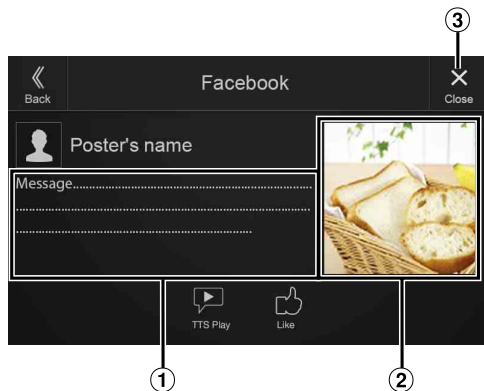 ③
Back
Facebook
Close
Poster's name
Message..............................................................
............................................................................
.............................................................
TTS Play
Like
①
②